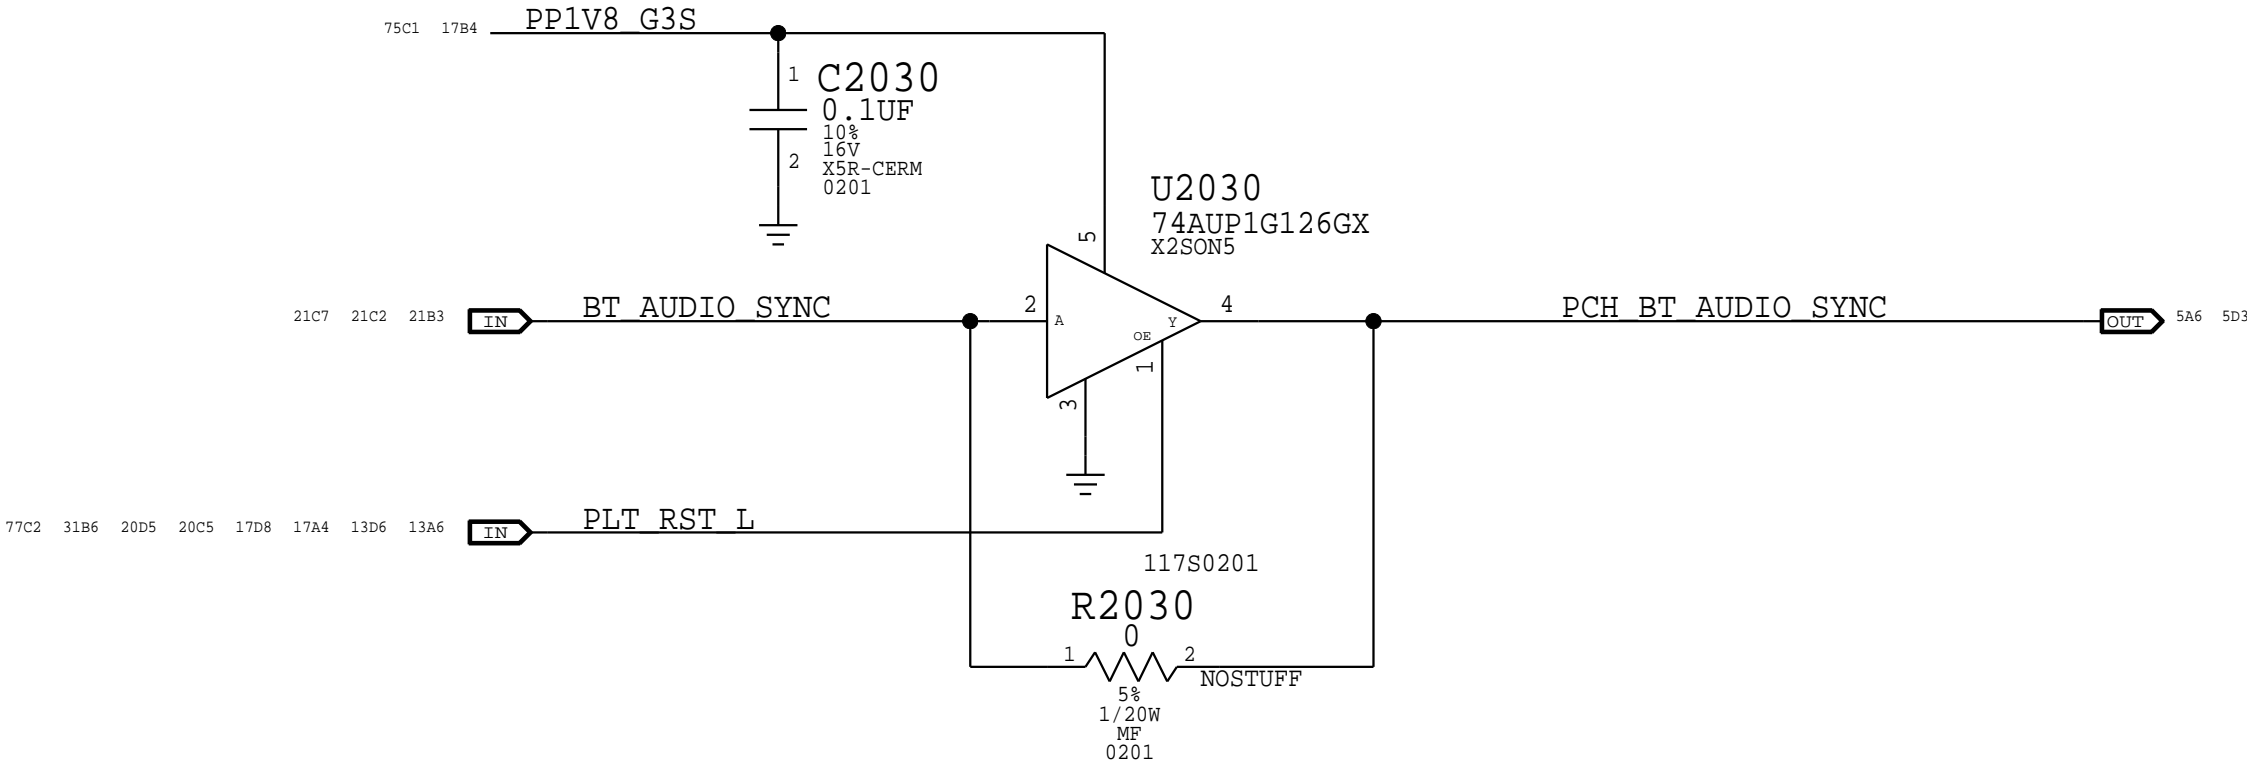 75C1 17B4 PP1V8_G3S
1
C2030
0.1UF
10%
16V
2
X5R-CERM
0201
U2030
74AUP1G126GX
X2SON5
5
21C7 21C2 21B3 IN BT_AUDIO_SYNC 2 A OE Y 4 PCH_BT_AUDIO_SYNC OUT 5A6 5D3
1
3
77C2 31B6 20D5 20C5 17D8 17A4 13D6 13A6 IN PLT_RST_L
117S0201
R2030
0
1 2
NOSTUFF
5%
1/20W
MF
0201